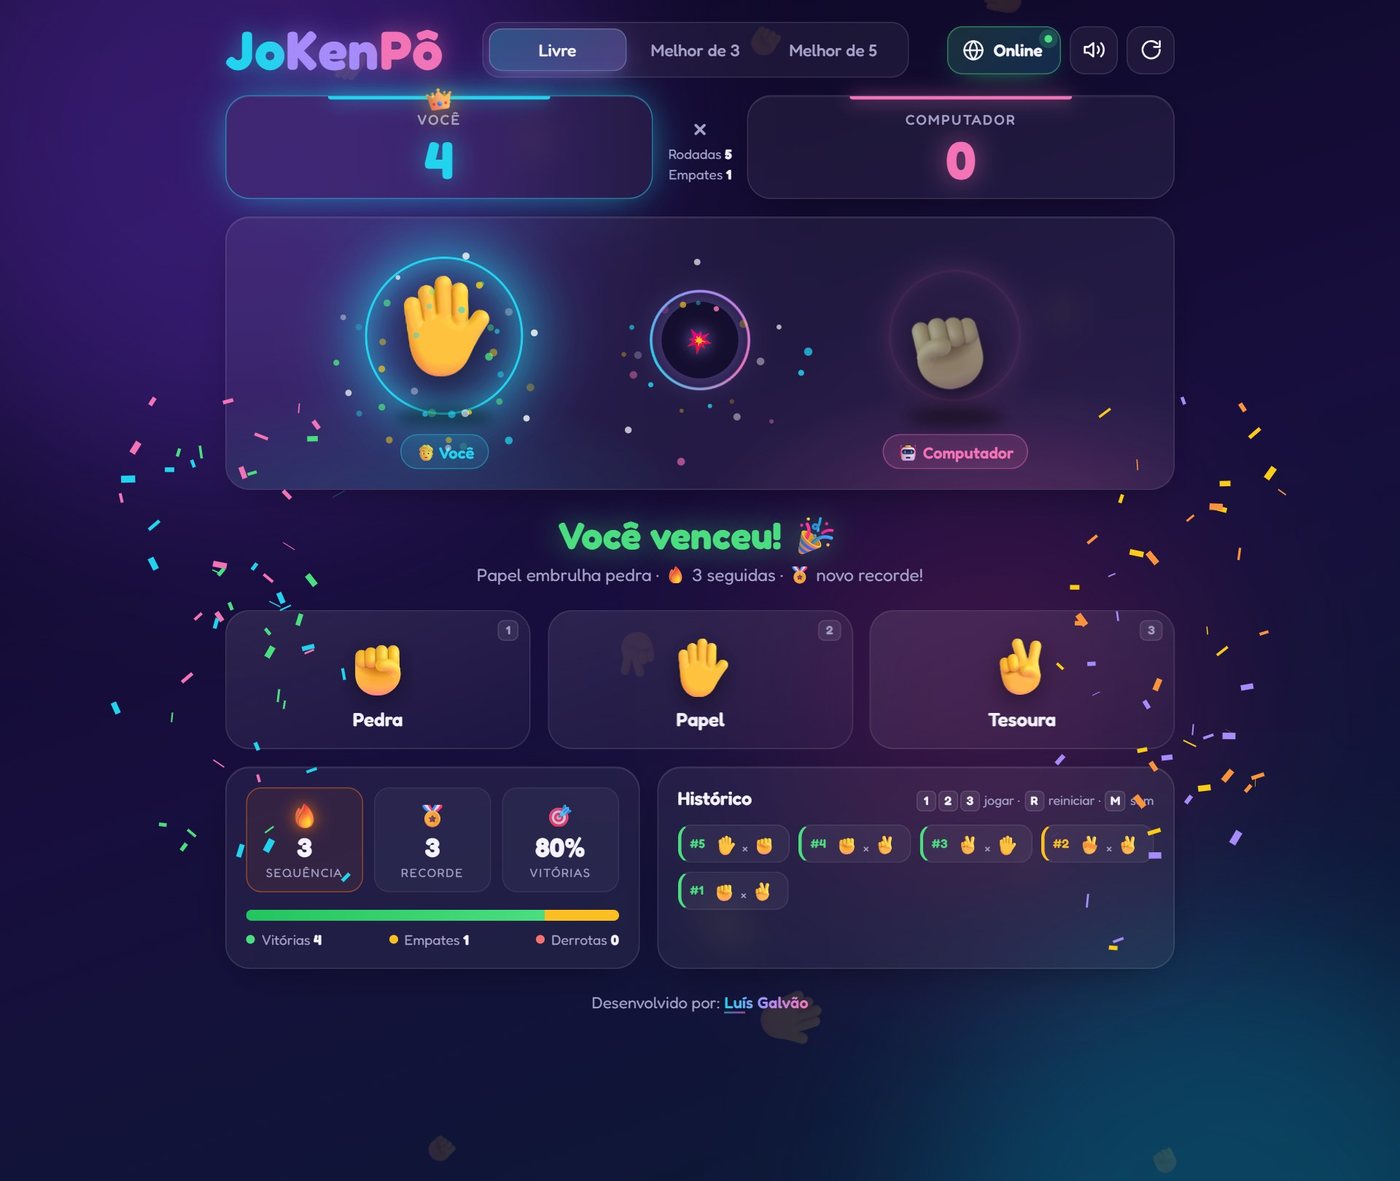 JoKenPô
Livre
Melhor de 3
Melhor de 5
Online
VOCÊ
4
×
Rodadas 5
Empates 1
COMPUTADOR
0
Você
Computador
Você venceu!
Papel embrulha pedra · 3 seguidas · novo recorde!
1
Pedra
2
Papel
3
Tesoura
3
SEQUÊNCIA
3
RECORDE
80%
VITÓRIAS
Vitórias 4
Empates 1
Derrotas 0
Histórico
1 2 3 jogar · R reiniciar · M som
#5 ×
#4 ×
#3 ×
#2 ×
#1 ×
Desenvolvido por: Luís Galvão